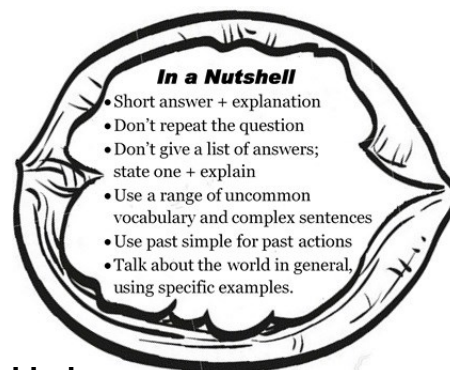 In a Nutshell
•Short answer + explanation
•Don't repeat the question
•Don't give a list of answers;
state one + explain
•Use a range of uncommon
vocabulary and complex sentences
•Use past simple for past actions
•Talk about the world in general,
using specific examples.